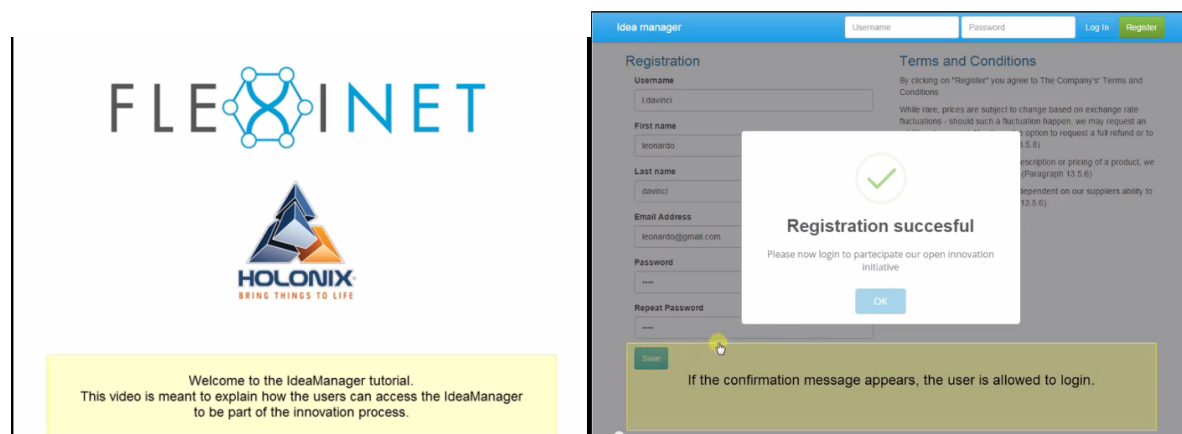 FLEXINET
HOLONIX
BRING THINGS TO LIFE
Welcome to the IdeaManager tutorial.
This video is meant to explain how the users can access the IdeaManager
to be part of the innovation process.
Idea manager
Username
Password
Log In
Register
Registration
Username
l.davinci
First name
leonardo
Last name
davinci
Email Address
leonardo@gmail.com
Password
Repeat Password
Save
Terms and Conditions
By clicking on "Register" you agree to The Company's' Terms and
Conditions
While rare, prices are subject to change based on exchange rate
fluctuations - should such a fluctuation happen, we may request an
option to request a full refund or to
3.5.8)
escription or pricing of a product, we
(Paragraph 13.5.6)
dependent on our suppliers ability to
13.5.6)
Registration succesful
Please now login to partecipate our open innovation
initiative
OK
If the confirmation message appears, the user is allowed to login.